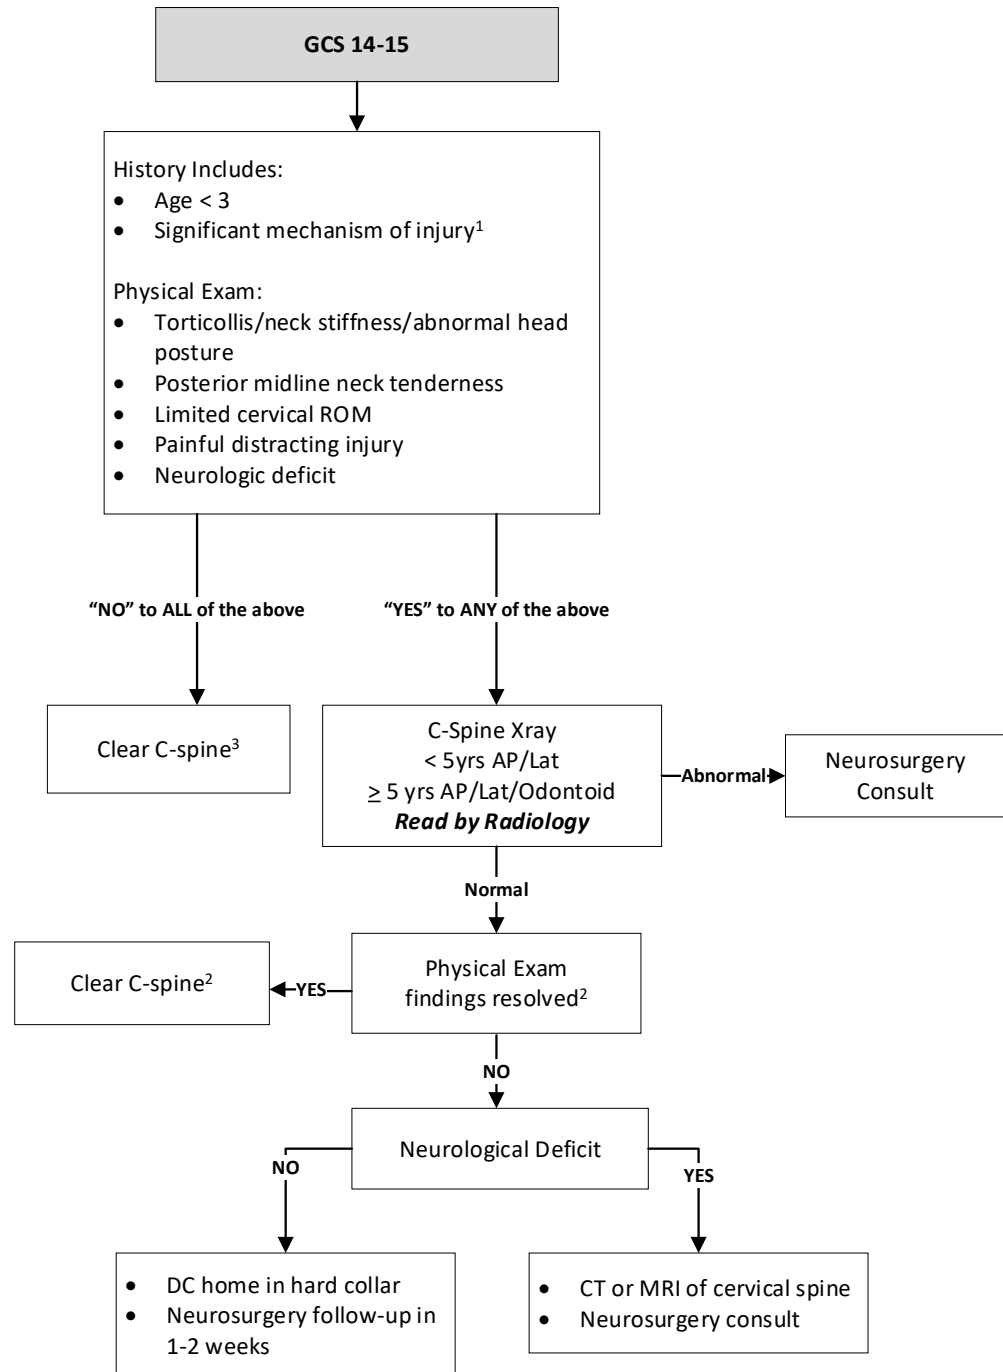 GCS 14-15
History Includes:
• Age < 3
• Significant mechanism of injury1
Physical Exam:
• Torticollis/neck stiffness/abnormal head
posture
• Posterior midline neck tenderness
• Limited cervical ROM
• Painful distracting injury
• Neurologic deficit
“NO” to ALL of the above
“YES” to ANY of the above
Clear C-spine3
C-Spine Xray
< 5yrs AP/Lat
≥ 5 yrs AP/Lat/Odontoid
Read by Radiology
Abnormal
Neurosurgery
Consult
Normal
Clear C-spine2
YES
Physical Exam
findings resolved2
NO
Neurological Deficit
NO
YES
• DC home in hard collar
• Neurosurgery follow-up in
1-2 weeks
• CT or MRI of cervical spine
• Neurosurgery consult